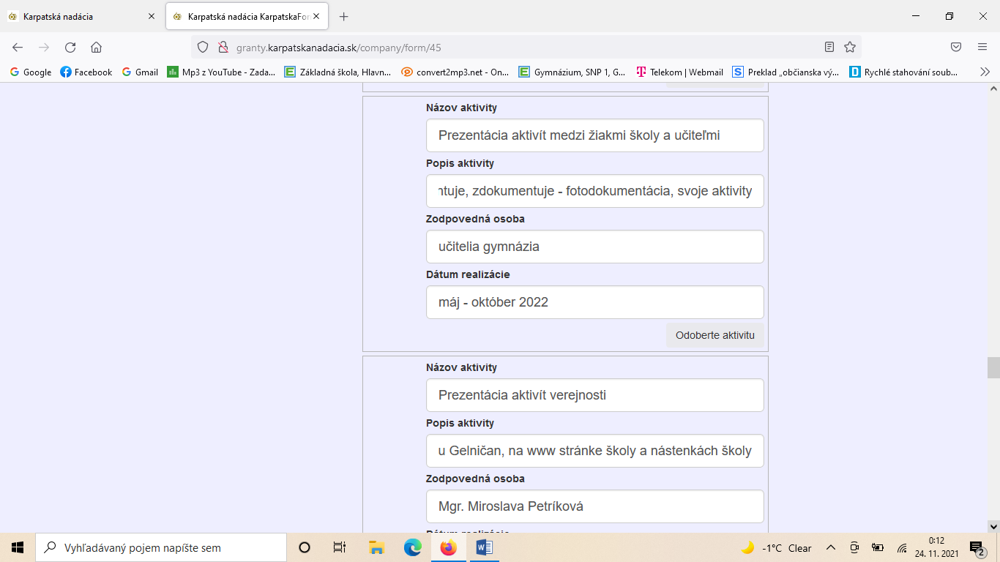 Karpatská nadácia
Karpatská nadácia KarpatskaFor
granty.karpatskanadacia.sk/company/form/45
Google
Facebook
Gmail
Mp3 z YouTube - Zada...
Základná škola, Hlavn...
convert2mp3.net - On...
Gymnázium, SNP 1, G...
Telekom | Webmail
Preklad „občianska vý...
Rychlé stahování soub...
Názov aktivity
Prezentácia aktivít medzi žiakmi školy a učiteľmi
Popis aktivity
ntuje, zdokumentuje - fotodokumentácia, svoje aktivity
Zodpovedná osoba
učitelia gymnázia
Dátum realizácie
máj - október 2022
Odoberte aktivitu
Názov aktivity
Prezentácia aktivít verejnosti
Popis aktivity
u Gelničan, na www stránke školy a nástenkách školy
Zodpovedná osoba
Mgr. Miroslava Petríková
Dátum realizácie
Vyhľadávaný pojem napíšte sem
-1°C Clear
0:12
24. 11. 2021
2